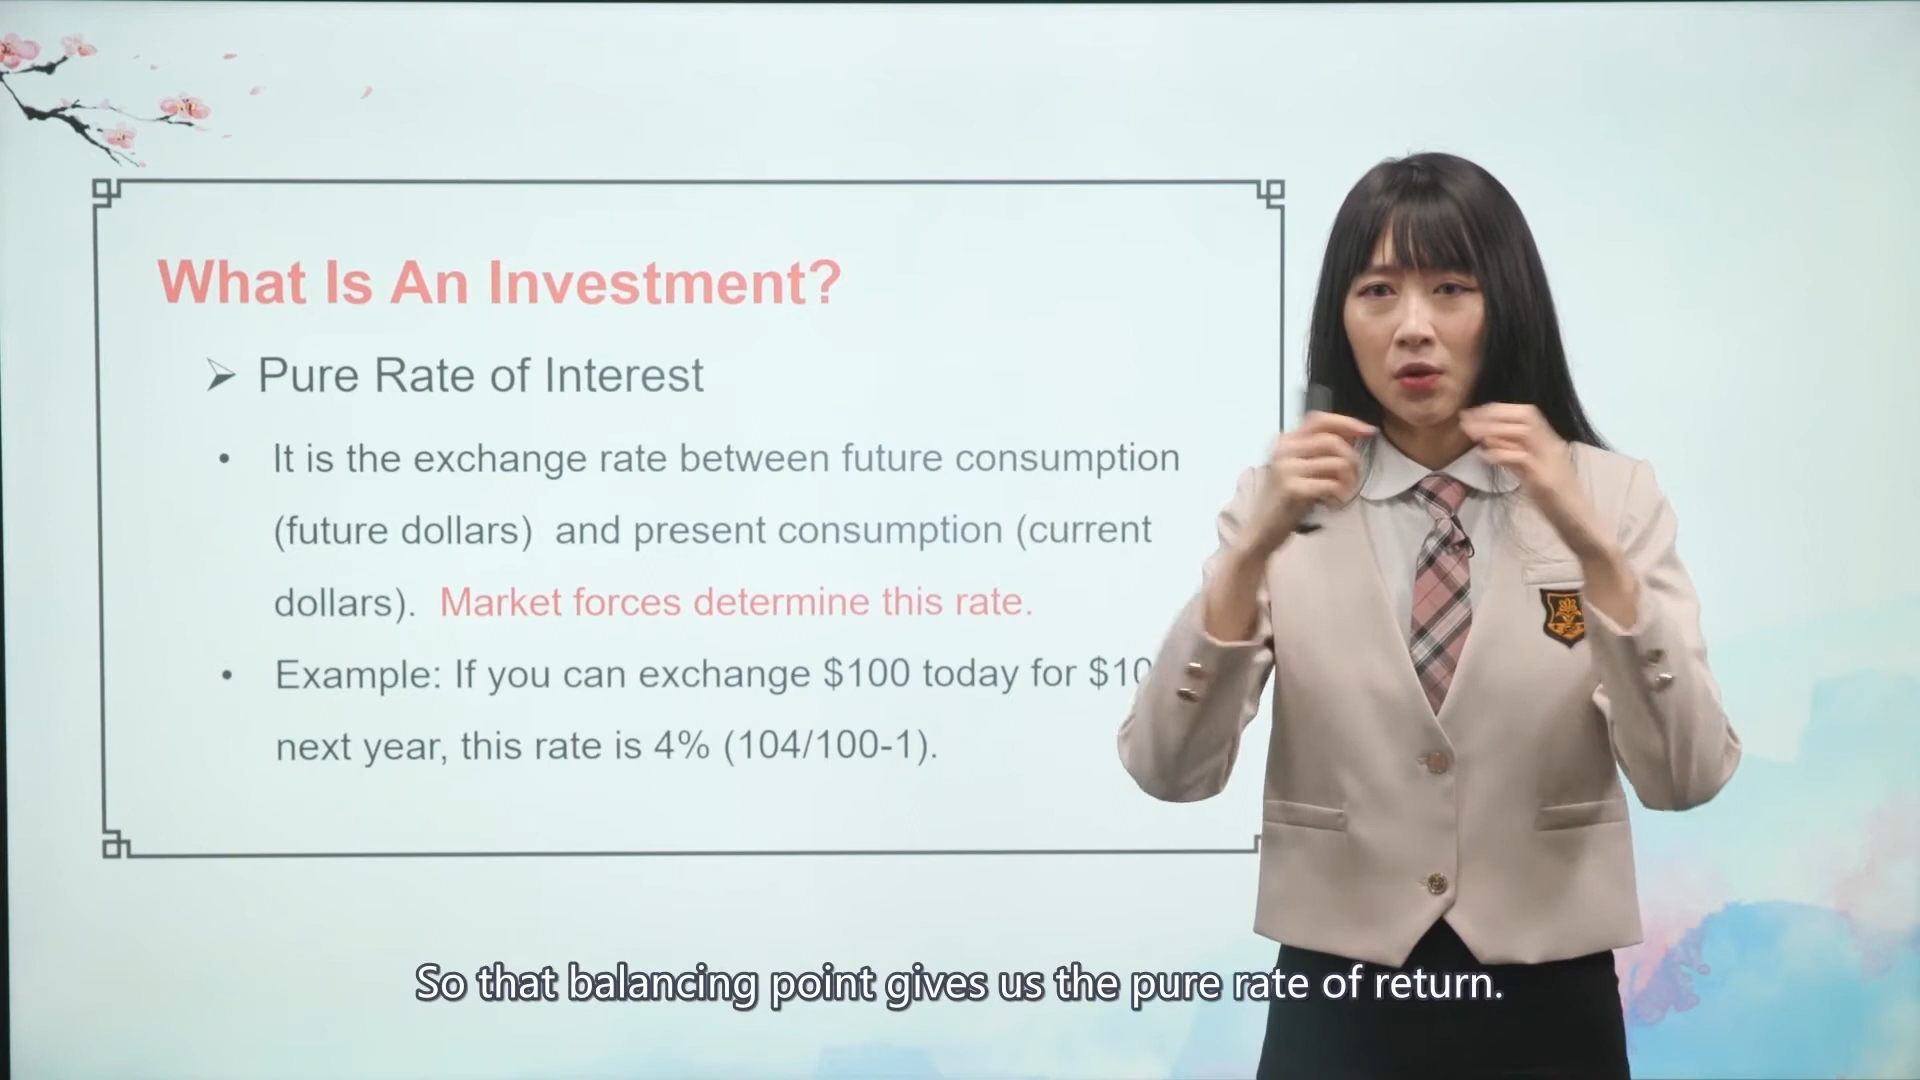 What Is An Investment?
➢ Pure Rate of Interest
• It is the exchange rate between future consumption
(future dollars) and present consumption (current
dollars). Market forces determine this rate.
• Example: If you can exchange $100 today for $10
next year, this rate is 4% (104/100-1).
So that balancing point gives us the pure rate of return.